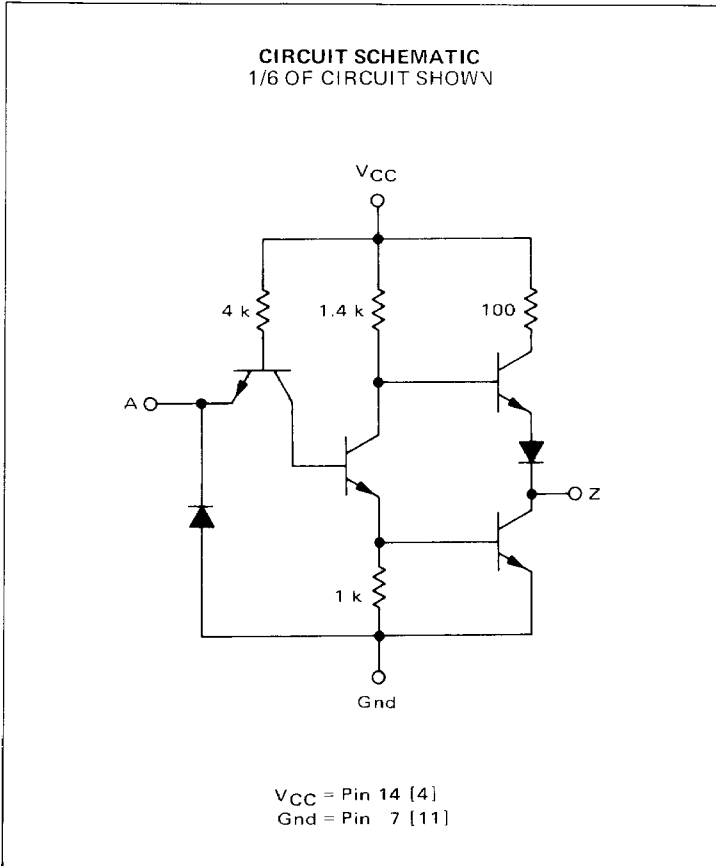 CIRCUIT SCHEMATIC
1/6 OF CIRCUIT SHOWN
VCC
4 k
1.4 k
100
A
Z
1 k
Gnd
VCC = Pin 14 [4]
Gnd = Pin 7 [11]